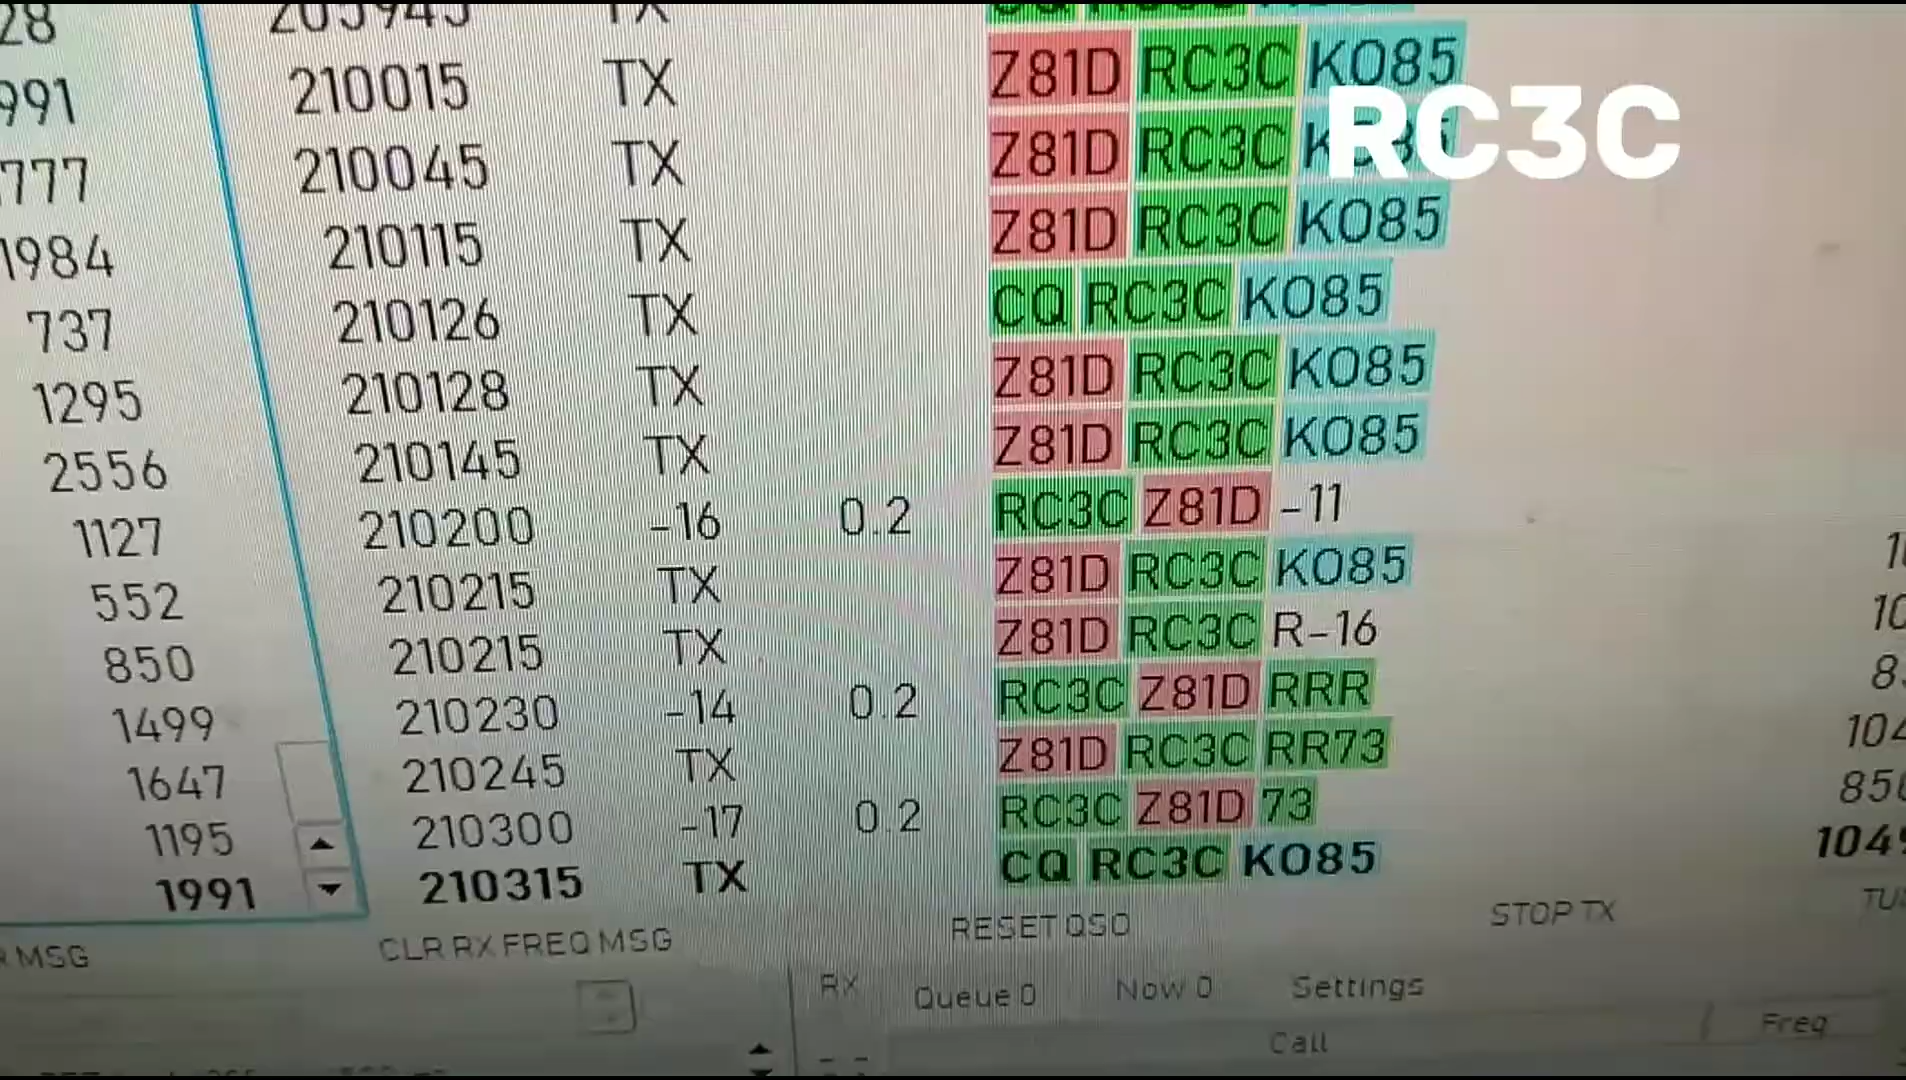 28 205945 TX
991 210015 TX Z81D RC3C KO85
RC3C
777 210045 TX Z81D RC3C KO85
1984 210115 TX Z81D RC3C KO85
737 210126 TX CQ RC3C KO85
1295 210128 TX Z81D RC3C KO85
2556 210145 TX Z81D RC3C KO85
1127 210200 -16 0.2 RC3C Z81D -11
552 210215 TX Z81D RC3C KO85
850 210215 TX Z81D RC3C R-16
1499 210230 -14 0.2 RC3C Z81D RRR
1647 210245 TX Z81D RC3C RR73
1195 210300 -17 0.2 RC3C Z81D 73
1991 210315 TX CQ RC3C KO85
MSG CLR RX FREQ MSG RESET QSO STOP TX
RX Queue 0 Now 0 Settings
Call Freq